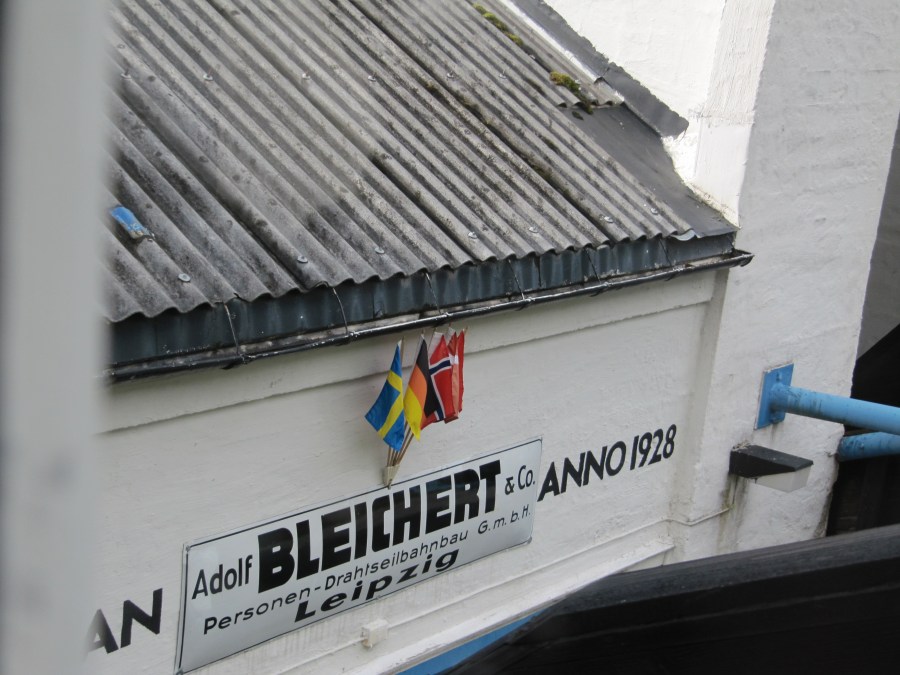 AN
Adolf BLEICHERT & Co.
Personen-Drahtseilbahnbau G.m.b.H.
Leipzig
ANNO 1928